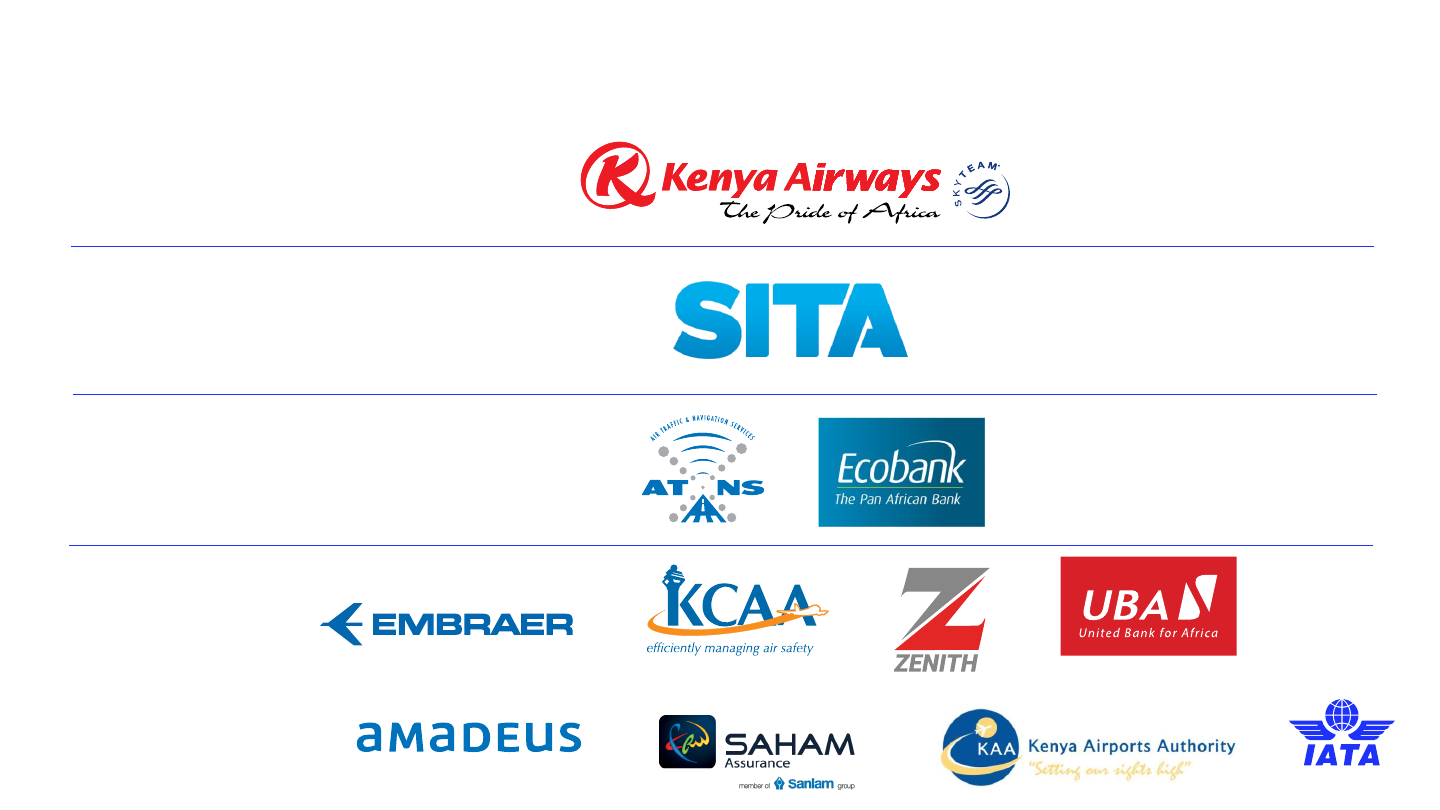 K Kenya Airways
The Pride of Africa
SKYTEAM
SITA
AIR TRAFFIC & NAVIGATION SERVICES
ATNS
Ecobank
The Pan African Bank
EMBRAER
KCAA
efficiently managing air safety
Z
ZENITH
UBA
United Bank for Africa
aMaDEUS
SAHAM
Assurance
member of Sanlam group
KAA
Kenya Airports Authority
"Setting our sights high"
IATA